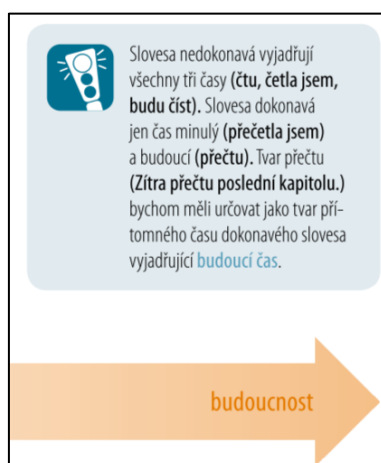 Slovesa nedokonavá vyjadřují
všechny tři časy (čtu, četla jsem,
budu číst). Slovesa dokonavá
jen čas minulý (přečetla jsem)
a budoucí (přečtu). Tvar přečtu
(Zítra přečtu poslední kapitolu.)
bychom měli určovat jako tvar pří-
tomného času dokonavého slovesa
vyjadřující budoucí čas.
budoucnost